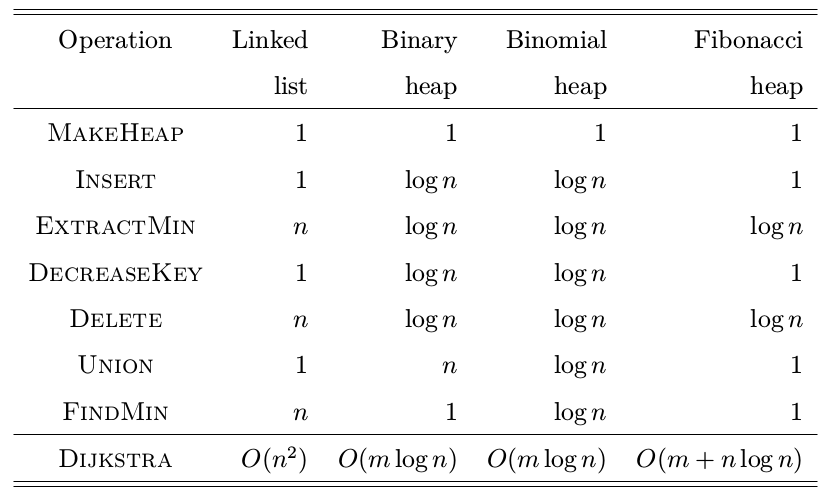 Operation Linked Binary Binomial Fibonacci
list heap heap heap
MAKEHEAP 1 1 1 1
INSERT 1 log n log n 1
EXTRACTMIN n log n log n log n
DECREASEKEY 1 log n log n 1
DELETE n log n log n log n
UNION 1 n log n 1
FINDMIN n 1 log n 1
DIJKSTRA O(n²) O(m log n) O(m log n) O(m + n log n)